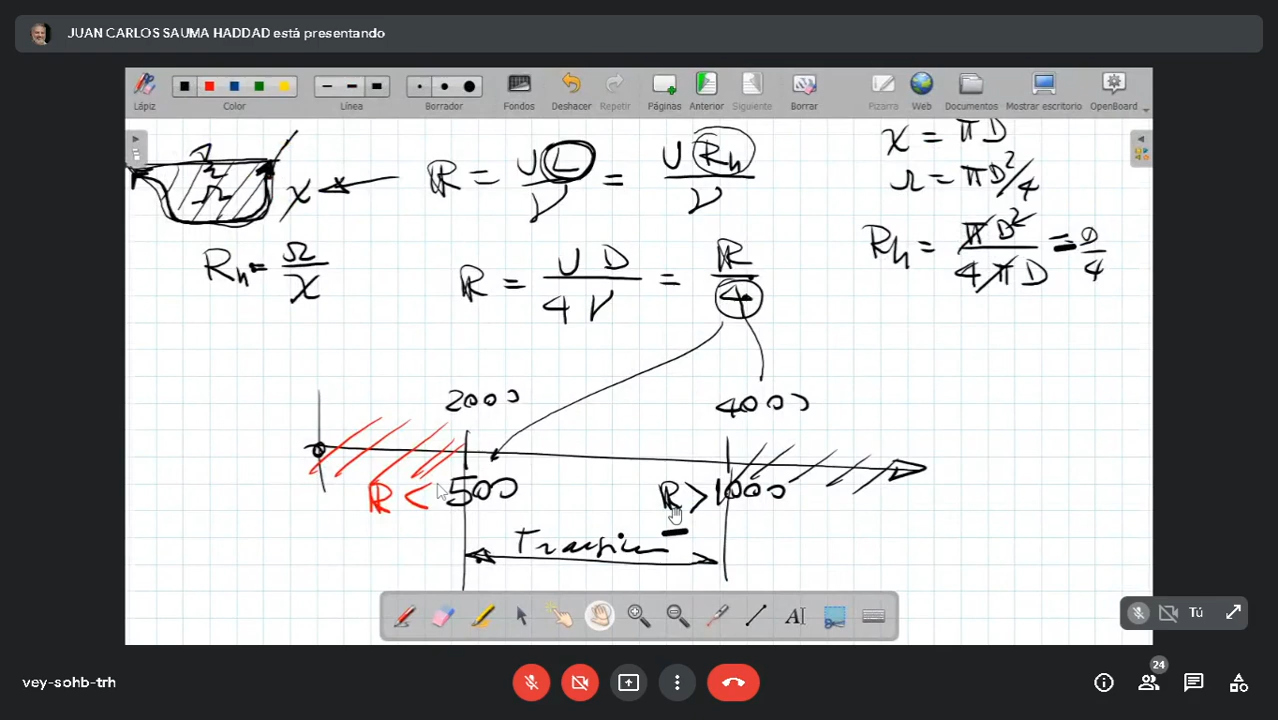 JUAN CARLOS SAUMA HADDAD está presentando
Lápiz
Color
Línea
Borrador
Fondos
Deshacer
Repetir
Páginas
Anterior
Siguiente
Borrar
Pizarra
Web
Documentos
Mostrar escritorio
OpenBoard
χ = πD
Ω = πD²/4
Rh = πD²/4πD = D/4
Ω
χ
Rh = Ω/χ
ℝ = UL/ν = URh/ν
ℝ = UD/4ν = ℝ/4
2000
4000
ℝ < 500
ℝ > 1000
AI
Tú
vey-sohb-trh
24